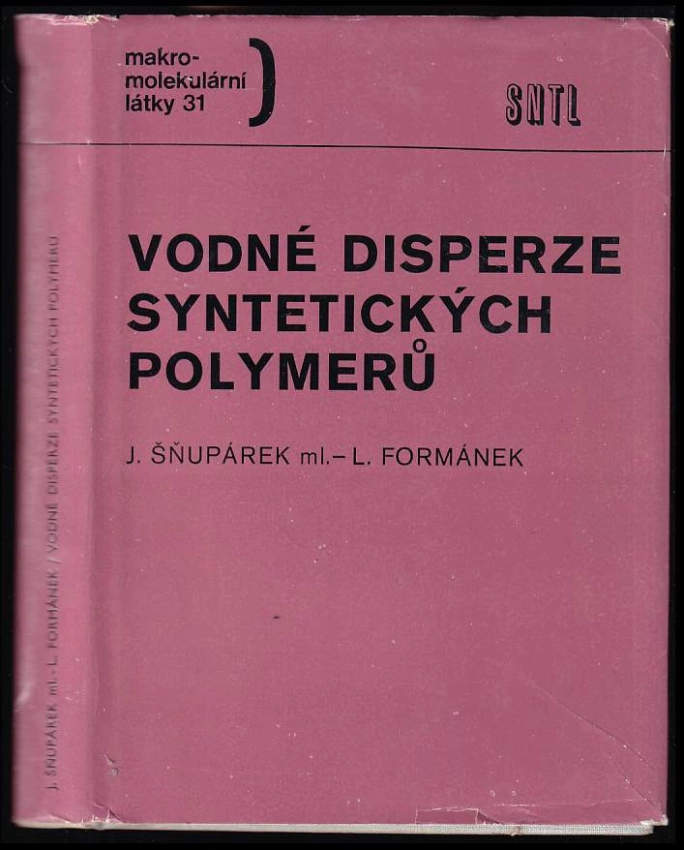 makro-
molekulární
látky 31
SNTL
VODNÉ DISPERZE
SYNTETICKÝCH
POLYMERŮ
J. ŠŇUPÁREK ml.– L. FORMÁNEK
J. ŠŇUPÁREK ml.- L. FORMÁNEK / VODNÉ DISPERZE SYNTETICKÝCH POLYMERŮ